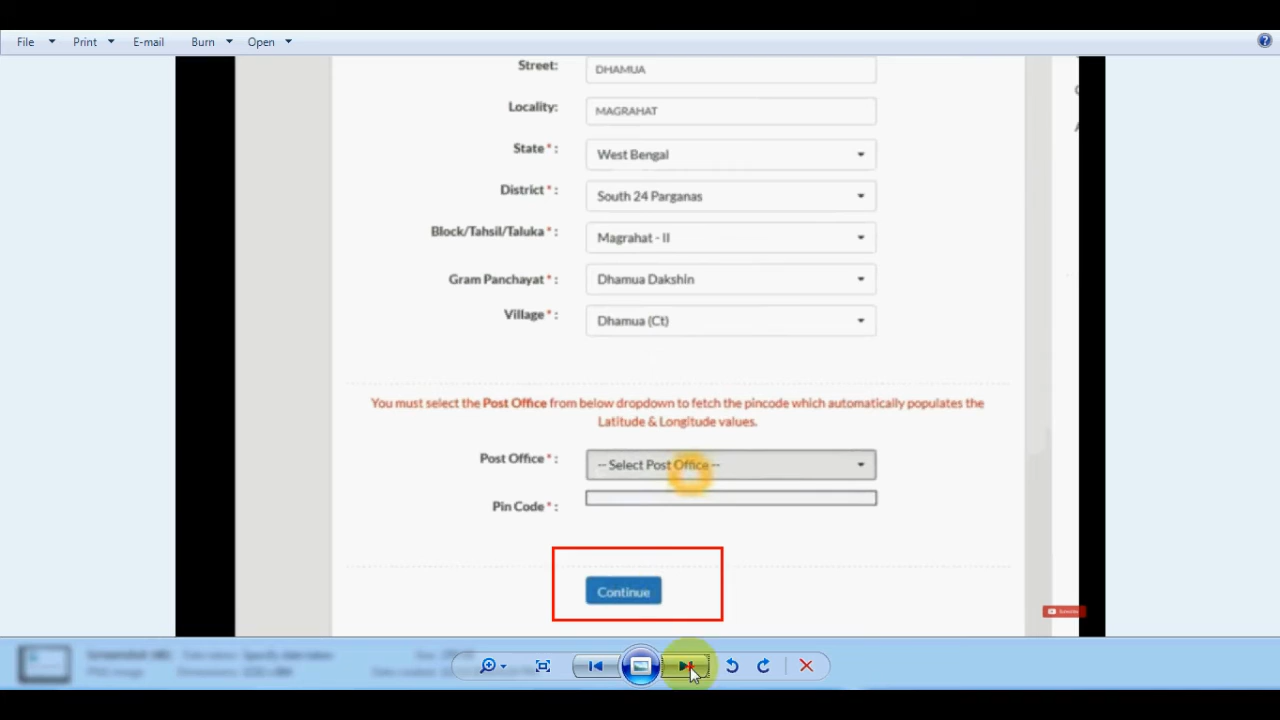 File Print E-mail Burn Open
Street: DHAMUA
Locality: MAGRAHAT
State * : West Bengal
District * : South 24 Parganas
Block/Tahsil/Taluka * : Magrahat - II
Gram Panchayat * : Dhamua Dakshin
Village * : Dhamua (Ct)
You must select the Post Office from below dropdown to fetch the pincode which automatically populates the
Latitude & Longitude values.
Post Office * : -- Select Post Office --
Pin Code * :
Continue